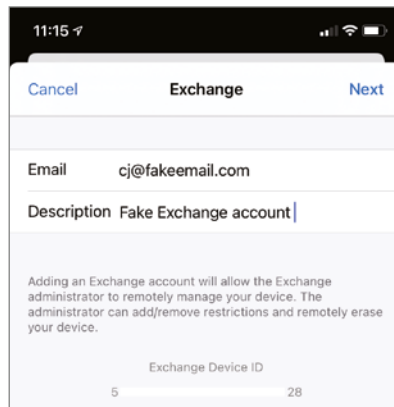 11:15
Cancel Exchange Next
Email cj@fakeemail.com
Description Fake Exchange account
Adding an Exchange account will allow the Exchange
administrator to remotely manage your device. The
administrator can add/remove restrictions and remotely erase
your device.
Exchange Device ID
5 28